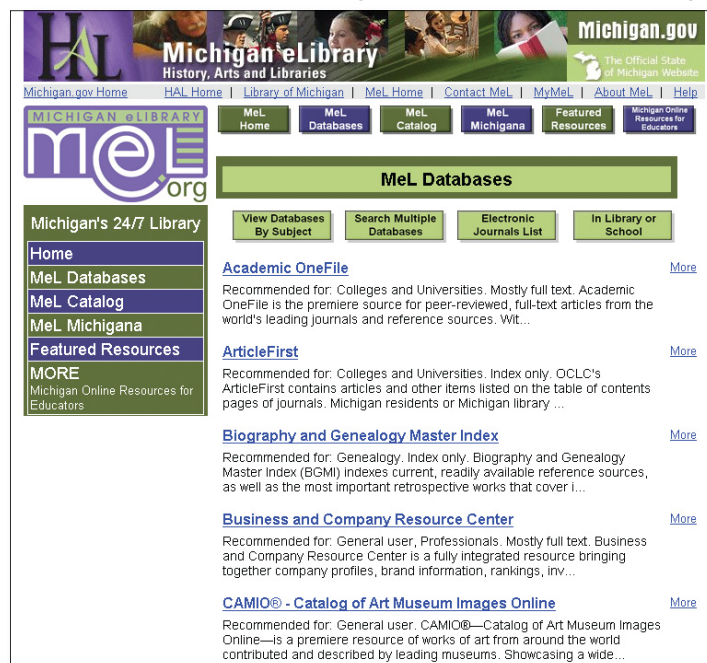 HAL
Michigan eLibrary
History, Arts and Libraries
Michigan.gov
The Official State
of Michigan Website
Michigan.gov Home HAL Home | Library of Michigan | MeL Home | Contact MeL | MyMeL | About MeL | Help
MICHIGAN eLIBRARY
meL
.org
MeL
Home
MeL
Databases
MeL
Catalog
MeL
Michigana
Featured
Resources
Michigan Online
Resources for
Educators
MeL Databases
Michigan's 24/7 Library
Home
MeL Databases
MeL Catalog
MeL Michigana
Featured Resources
MORE
Michigan Online Resources for
Educators
View Databases
By Subject
Search Multiple
Databases
Electronic
Journals List
In Library or
School
Academic OneFile More
Recommended for: Colleges and Universities. Mostly full text. Academic
OneFile is the premiere source for peer-reviewed, full-text articles from the
world's leading journals and reference sources. Wit...
ArticleFirst More
Recommended for: Colleges and Universities. Index only. OCLC's
ArticleFirst contains articles and other items listed on the table of contents
pages of journals. Michigan residents or Michigan library ...
Biography and Genealogy Master Index More
Recommended for: Genealogy. Index only. Biography and Genealogy
Master Index (BGMI) indexes current, readily available reference sources,
as well as the most important retrospective works that cover i...
Business and Company Resource Center More
Recommended for: General user, Professionals. Mostly full text. Business
and Company Resource Center is a fully integrated resource bringing
together company profiles, brand information, rankings, inv...
CAMIO® - Catalog of Art Museum Images Online More
Recommended for: General user. CAMIO®—Catalog of Art Museum Images
Online—is a premiere resource of works of art from around the world
contributed and described by leading museums. Showcasing a wide...